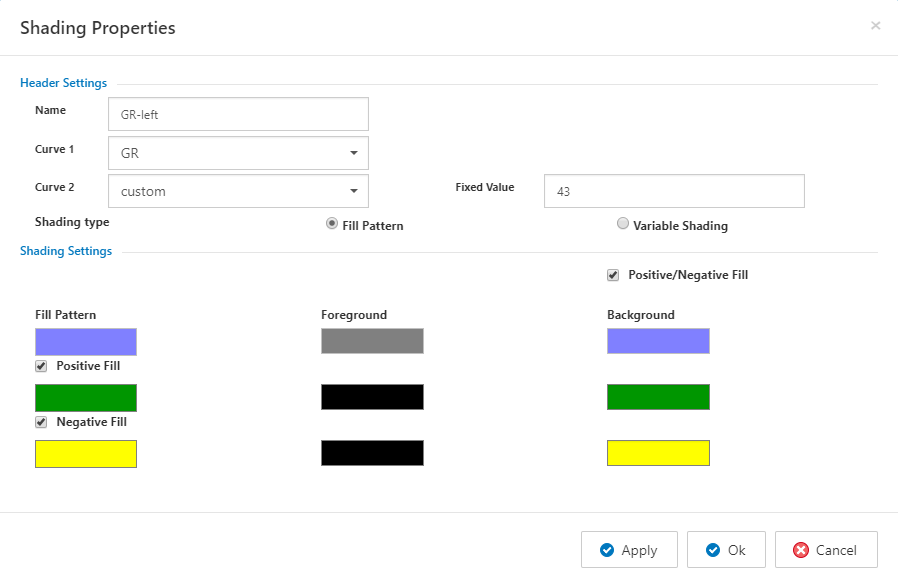 Shading Properties ×
Header Settings
Name GR-left
Curve 1 GR
Curve 2 custom Fixed Value 43
Shading type Fill Pattern Variable Shading
Shading Settings
Positive/Negative Fill
Fill Pattern Foreground Background
Positive Fill
Negative Fill
Apply Ok Cancel